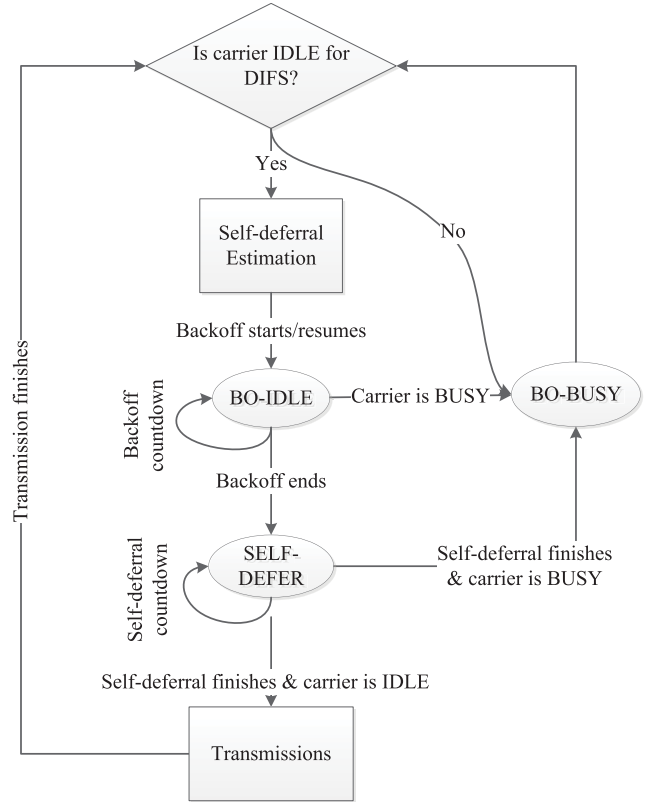 Is carrier IDLE for
DIFS?
Yes
Self-deferral
Estimation
No
Backoff starts/resumes
BO-IDLE
Carrier is BUSY
BO-BUSY
Backoff
countdown
Transmission finishes
Backoff ends
SELF-
DEFER
Self-deferral finishes
& carrier is BUSY
Self-deferral
countdown
Self-deferral finishes & carrier is IDLE
Transmissions